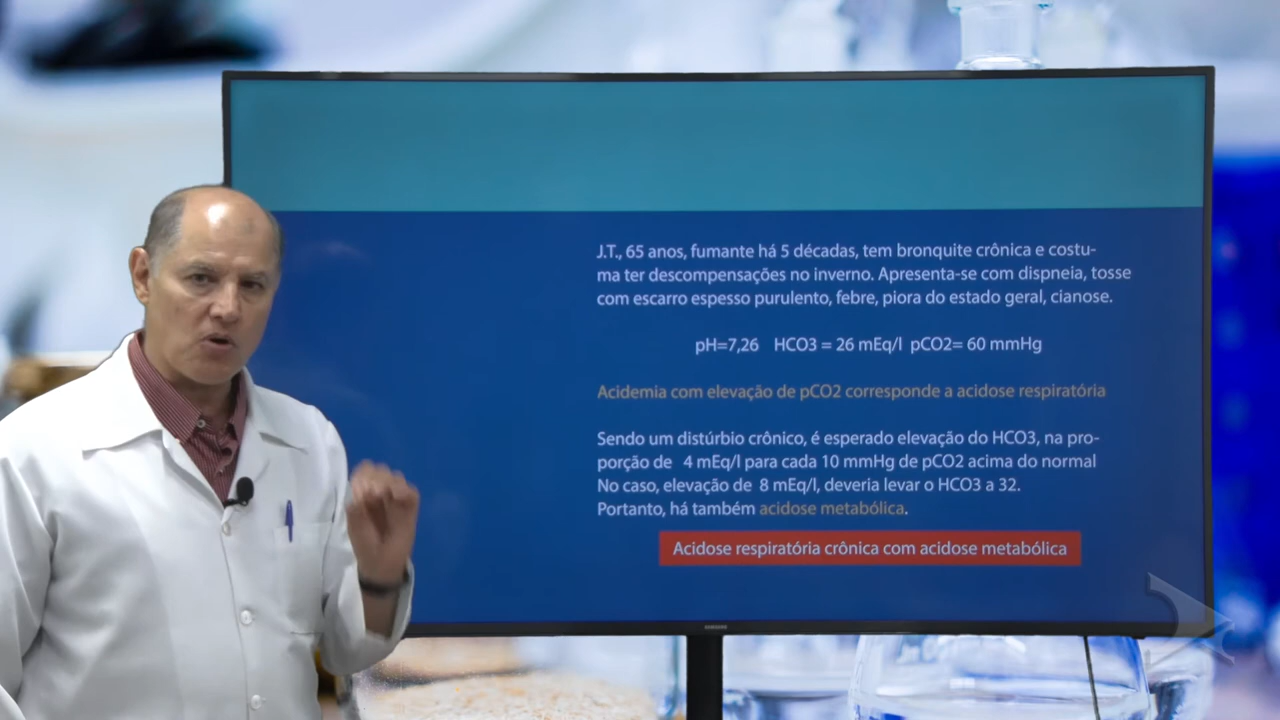 J.T., 65 anos, fumante há 5 décadas, tem bronquite crônica e costu-
ma ter descompensações no inverno. Apresenta-se com dispneia, tosse
com escarro espesso purulento, febre, piora do estado geral, cianose.
pH=7,26 HCO3 = 26 mEq/l pCO2= 60 mmHg
Acidemia com elevação de pCO2 corresponde a acidose respiratória
Sendo um distúrbio crônico, é esperado elevação do HCO3, na pro-
porção de 4 mEq/l para cada 10 mmHg de pCO2 acima do normal
No caso, elevação de 8 mEq/l, deveria levar o HCO3 a 32.
Portanto, há também acidose metabólica.
Acidose respiratória crônica com acidose metabólica
SAMSUNG